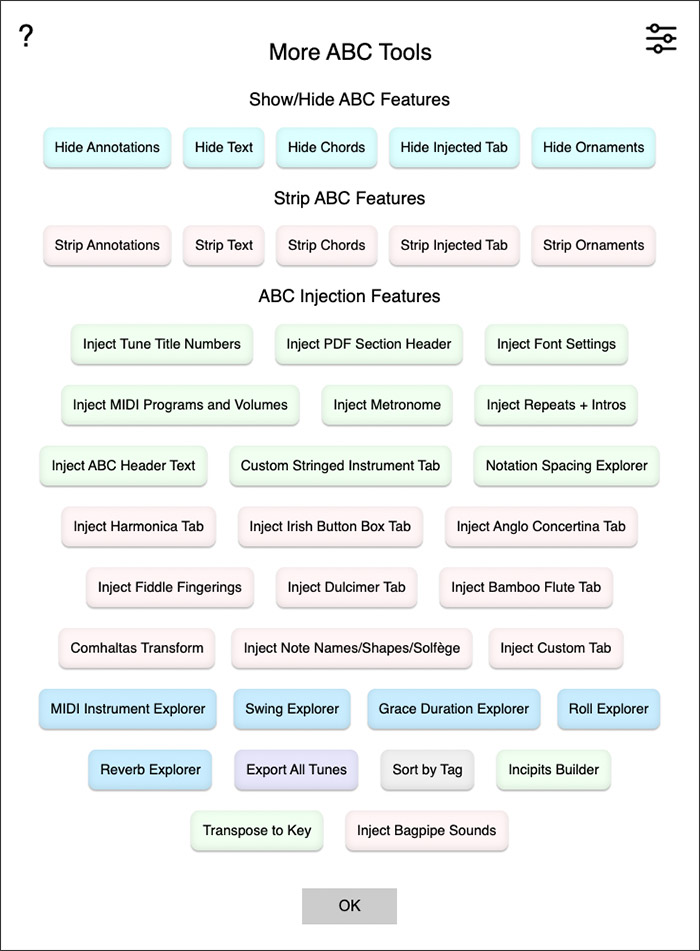 ?
More ABC Tools
Show/Hide ABC Features
Hide Annotations Hide Text Hide Chords Hide Injected Tab Hide Ornaments
Strip ABC Features
Strip Annotations Strip Text Strip Chords Strip Injected Tab Strip Ornaments
ABC Injection Features
Inject Tune Title Numbers Inject PDF Section Header Inject Font Settings
Inject MIDI Programs and Volumes Inject Metronome Inject Repeats + Intros
Inject ABC Header Text Custom Stringed Instrument Tab Notation Spacing Explorer
Inject Harmonica Tab Inject Irish Button Box Tab Inject Anglo Concertina Tab
Inject Fiddle Fingerings Inject Dulcimer Tab Inject Bamboo Flute Tab
Comhaltas Transform Inject Note Names/Shapes/Solfège Inject Custom Tab
MIDI Instrument Explorer Swing Explorer Grace Duration Explorer Roll Explorer
Reverb Explorer Export All Tunes Sort by Tag Incipits Builder
Transpose to Key Inject Bagpipe Sounds
OK